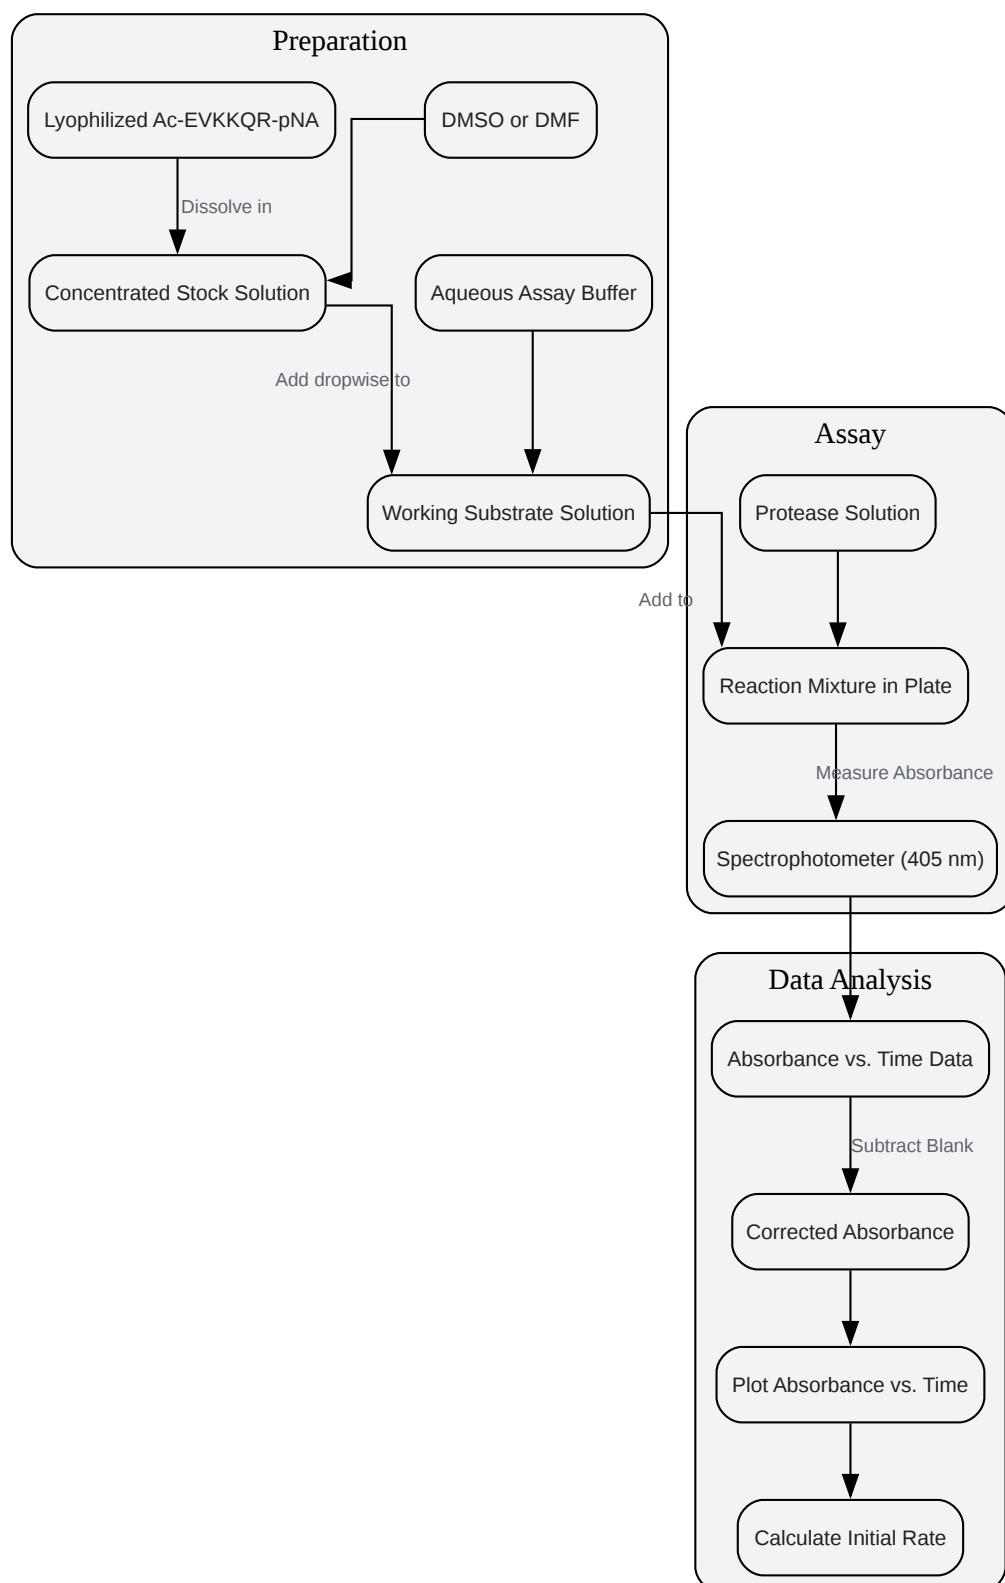 Preparation
Lyophilized Ac-EVKKQR-pNA
DMSO or DMF
Dissolve in
Concentrated Stock Solution
Aqueous Assay Buffer
Add dropwise to
Working Substrate Solution
Assay
Protease Solution
Add to
Reaction Mixture in Plate
Measure Absorbance
Spectrophotometer (405 nm)
Data Analysis
Absorbance vs. Time Data
Subtract Blank
Corrected Absorbance
Plot Absorbance vs. Time
Calculate Initial Rate